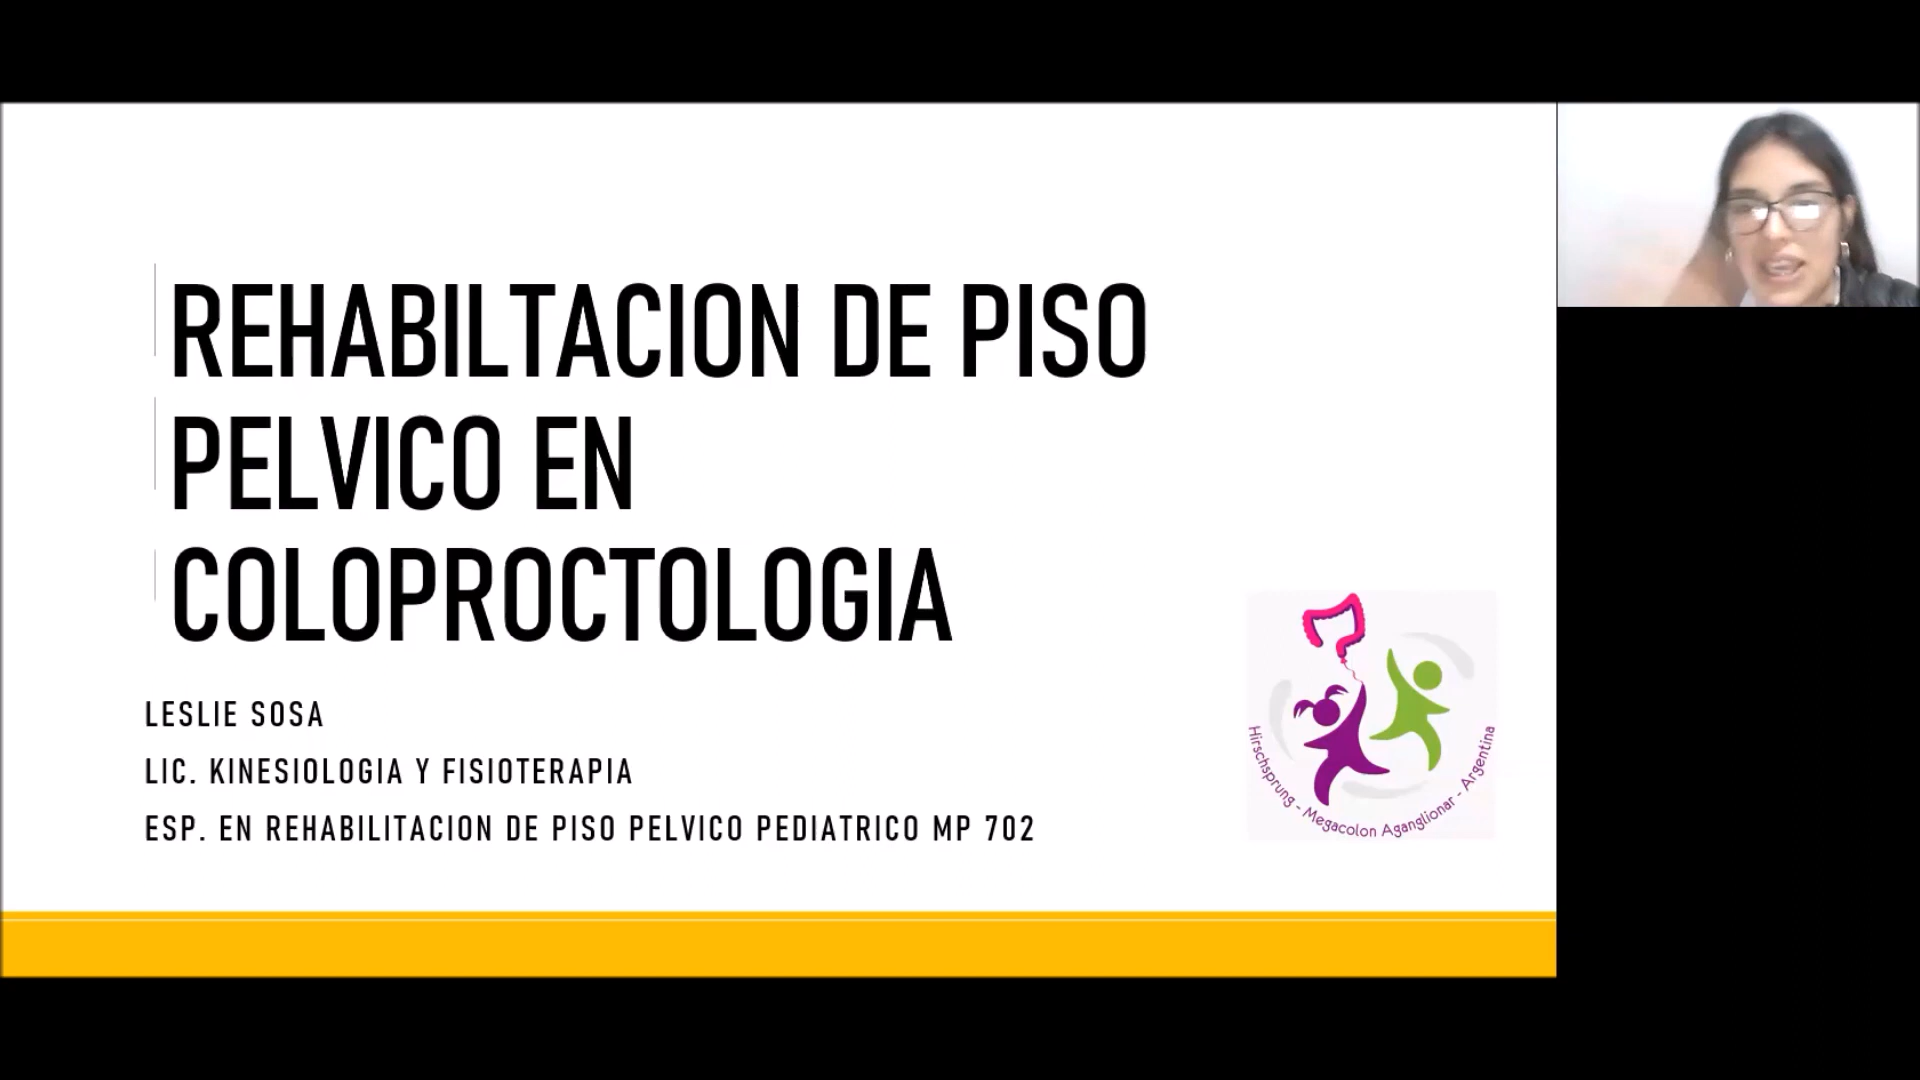 REHABILTACION DE PISO
PELVICO EN
COLOPROCTOLOGIA
LESLIE SOSA
LIC. KINESIOLOGIA Y FISIOTERAPIA
ESP. EN REHABILITACION DE PISO PELVICO PEDIATRICO MP 702
Hirschsprung - Megacolon Aganglionar - Argentina